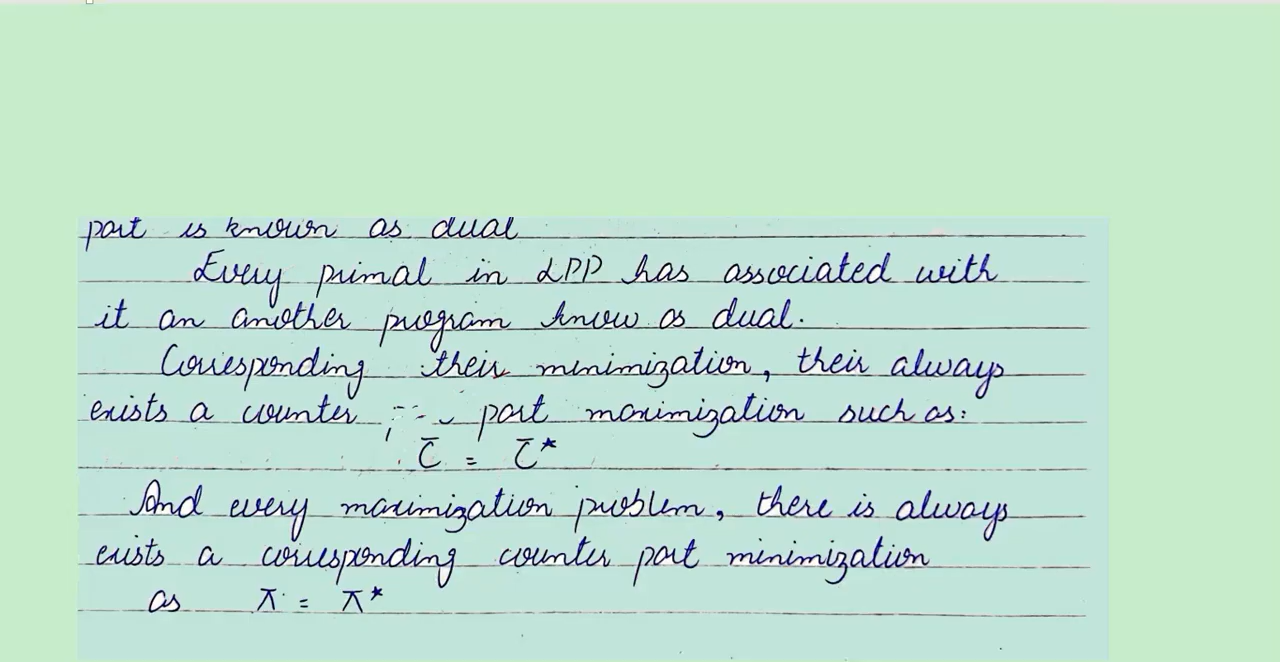 part is known as dual
Every primal in LPP has associated with
it an another program know as dual.
Corresponding their minimization, their always
exists a counter part maximization such as:
C̄ = C̄*
And every maximization problem, there is always
exists a corresponding counter part minimization
as π = π*